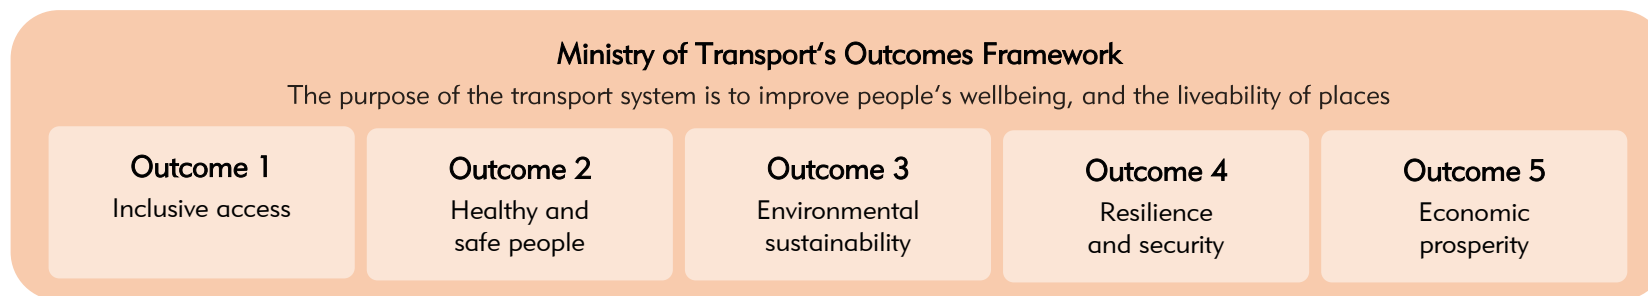 Ministry of Transport‘s Outcomes Framework
The purpose of the transport system is to improve people’s wellbeing, and the liveability of places
Outcome 1
Inclusive access
Outcome 2
Healthy and
safe people
Outcome 3
Environmental
sustainability
Outcome 4
Resilience
and security
Outcome 5
Economic
prosperity